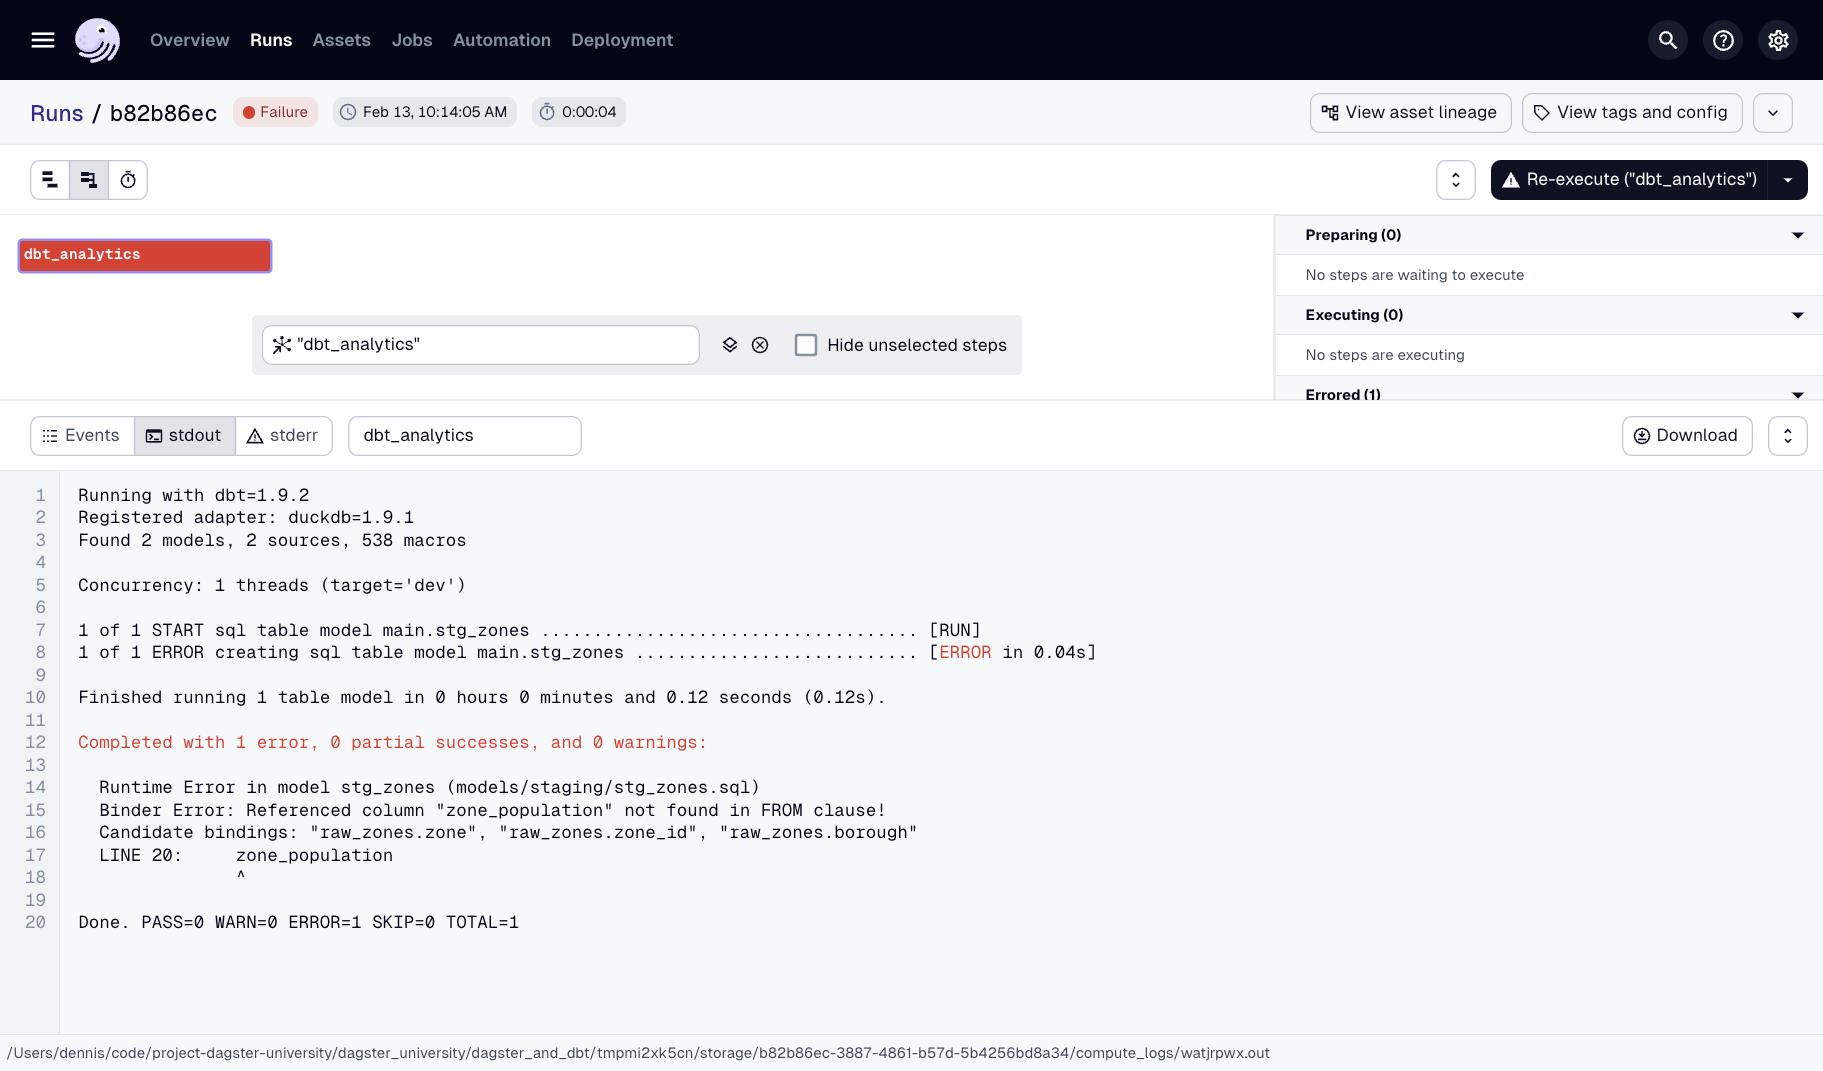 Overview Runs Assets Jobs Automation Deployment
Runs / b82b86ec Failure Feb 13, 10:14:05 AM 0:00:04 View asset lineage View tags and config
Re-execute ("dbt_analytics")
dbt_analytics
"dbt_analytics" Hide unselected steps
Preparing (0)
No steps are waiting to execute
Executing (0)
No steps are executing
Errored (1)
Events stdout stderr dbt_analytics Download
1 Running with dbt=1.9.2
2 Registered adapter: duckdb=1.9.1
3 Found 2 models, 2 sources, 538 macros
4
5 Concurrency: 1 threads (target='dev')
6
7 1 of 1 START sql table model main.stg_zones .................................... [RUN]
8 1 of 1 ERROR creating sql table model main.stg_zones ........................... [ERROR in 0.04s]
9
10 Finished running 1 table model in 0 hours 0 minutes and 0.12 seconds (0.12s).
11
12 Completed with 1 error, 0 partial successes, and 0 warnings:
13
14 Runtime Error in model stg_zones (models/staging/stg_zones.sql)
15 Binder Error: Referenced column "zone_population" not found in FROM clause!
16 Candidate bindings: "raw_zones.zone", "raw_zones.zone_id", "raw_zones.borough"
17 LINE 20: zone_population
18 ^
19
20 Done. PASS=0 WARN=0 ERROR=1 SKIP=0 TOTAL=1
/Users/dennis/code/project-dagster-university/dagster_university/dagster_and_dbt/tmpmi2xk5cn/storage/b82b86ec-3887-4861-b57d-5b4256bd8a34/compute_logs/watjrpwx.out